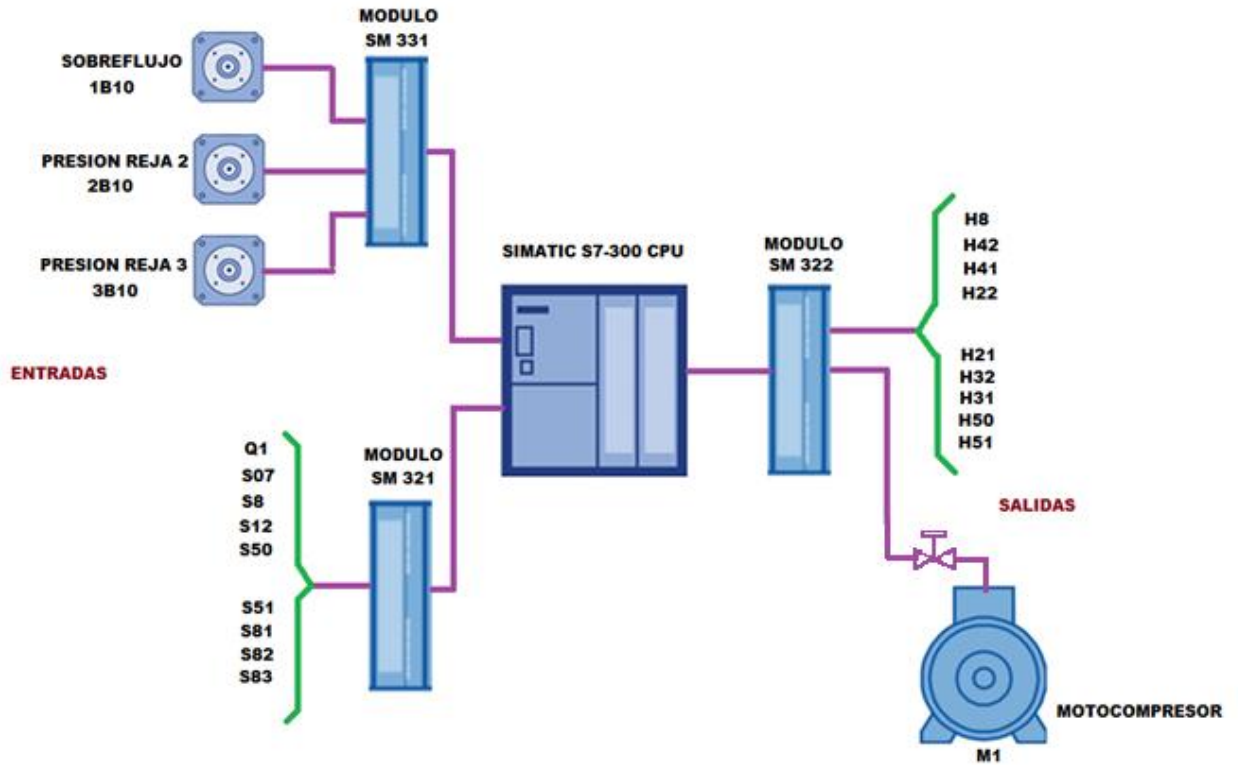 MODULO
SM 331
SOBREFLUJO
1B10
PRESION REJA 2
2B10
PRESION REJA 3
3B10
ENTRADAS
SIMATIC S7-300 CPU
MODULO
SM 322
H8
H42
H41
H22
H21
H32
H31
H50
H51
SALIDAS
Q1
S07
S8
S12
S50
S51
S81
S82
S83
MODULO
SM 321
MOTOCOMPRESOR
M1